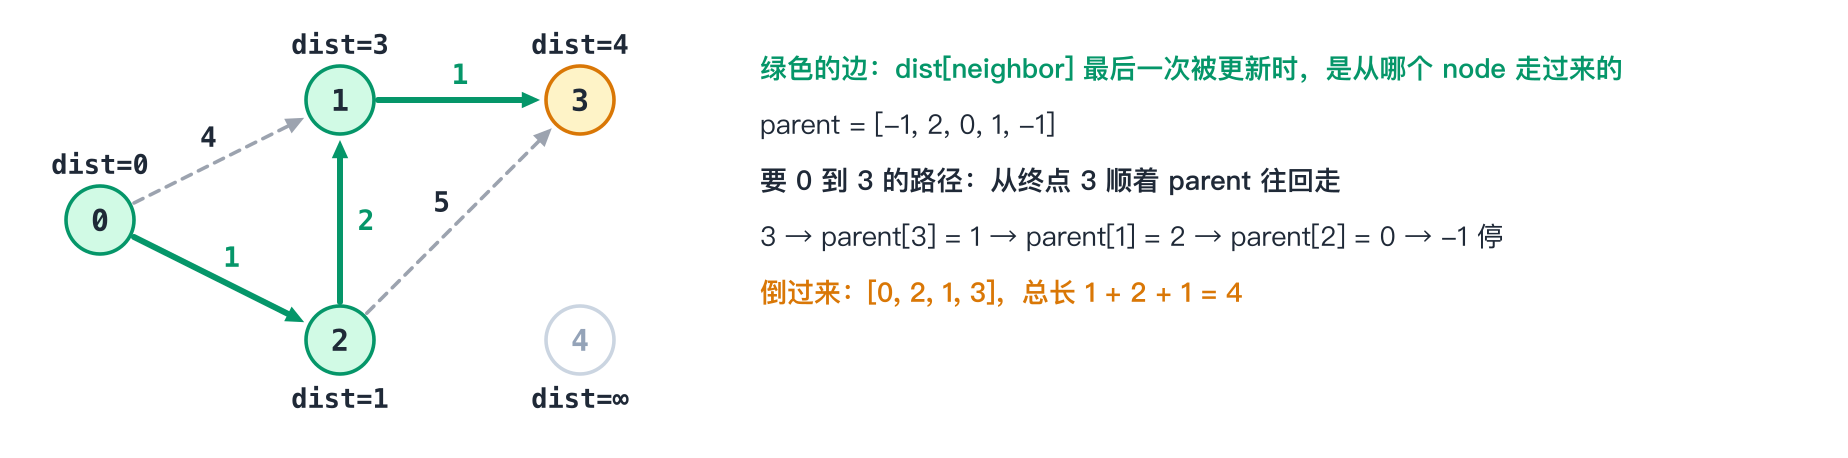 dist=3
dist=4
1
1
3
4
dist=0
0
5
2
1
2
4
dist=1
dist=∞
绿色的边：dist[neighbor] 最后一次被更新时，是从哪个 node 走过来的
parent = [−1, 2, 0, 1, −1]
要 0 到 3 的路径：从终点 3 顺着 parent 往回走
3 → parent[3] = 1 → parent[1] = 2 → parent[2] = 0 → −1 停
倒过来：[0, 2, 1, 3]，总长 1 + 2 + 1 = 4